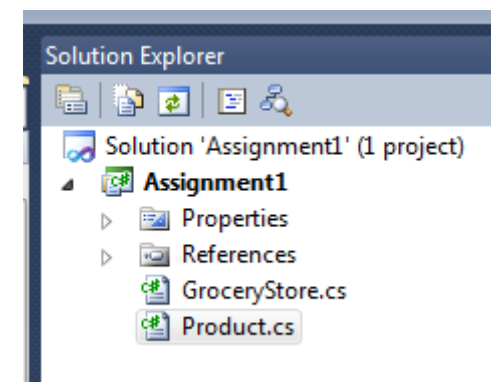 Solution Explorer
Solution 'Assignment1' (1 project)
Assignment1
Properties
References
GroceryStore.cs
Product.cs